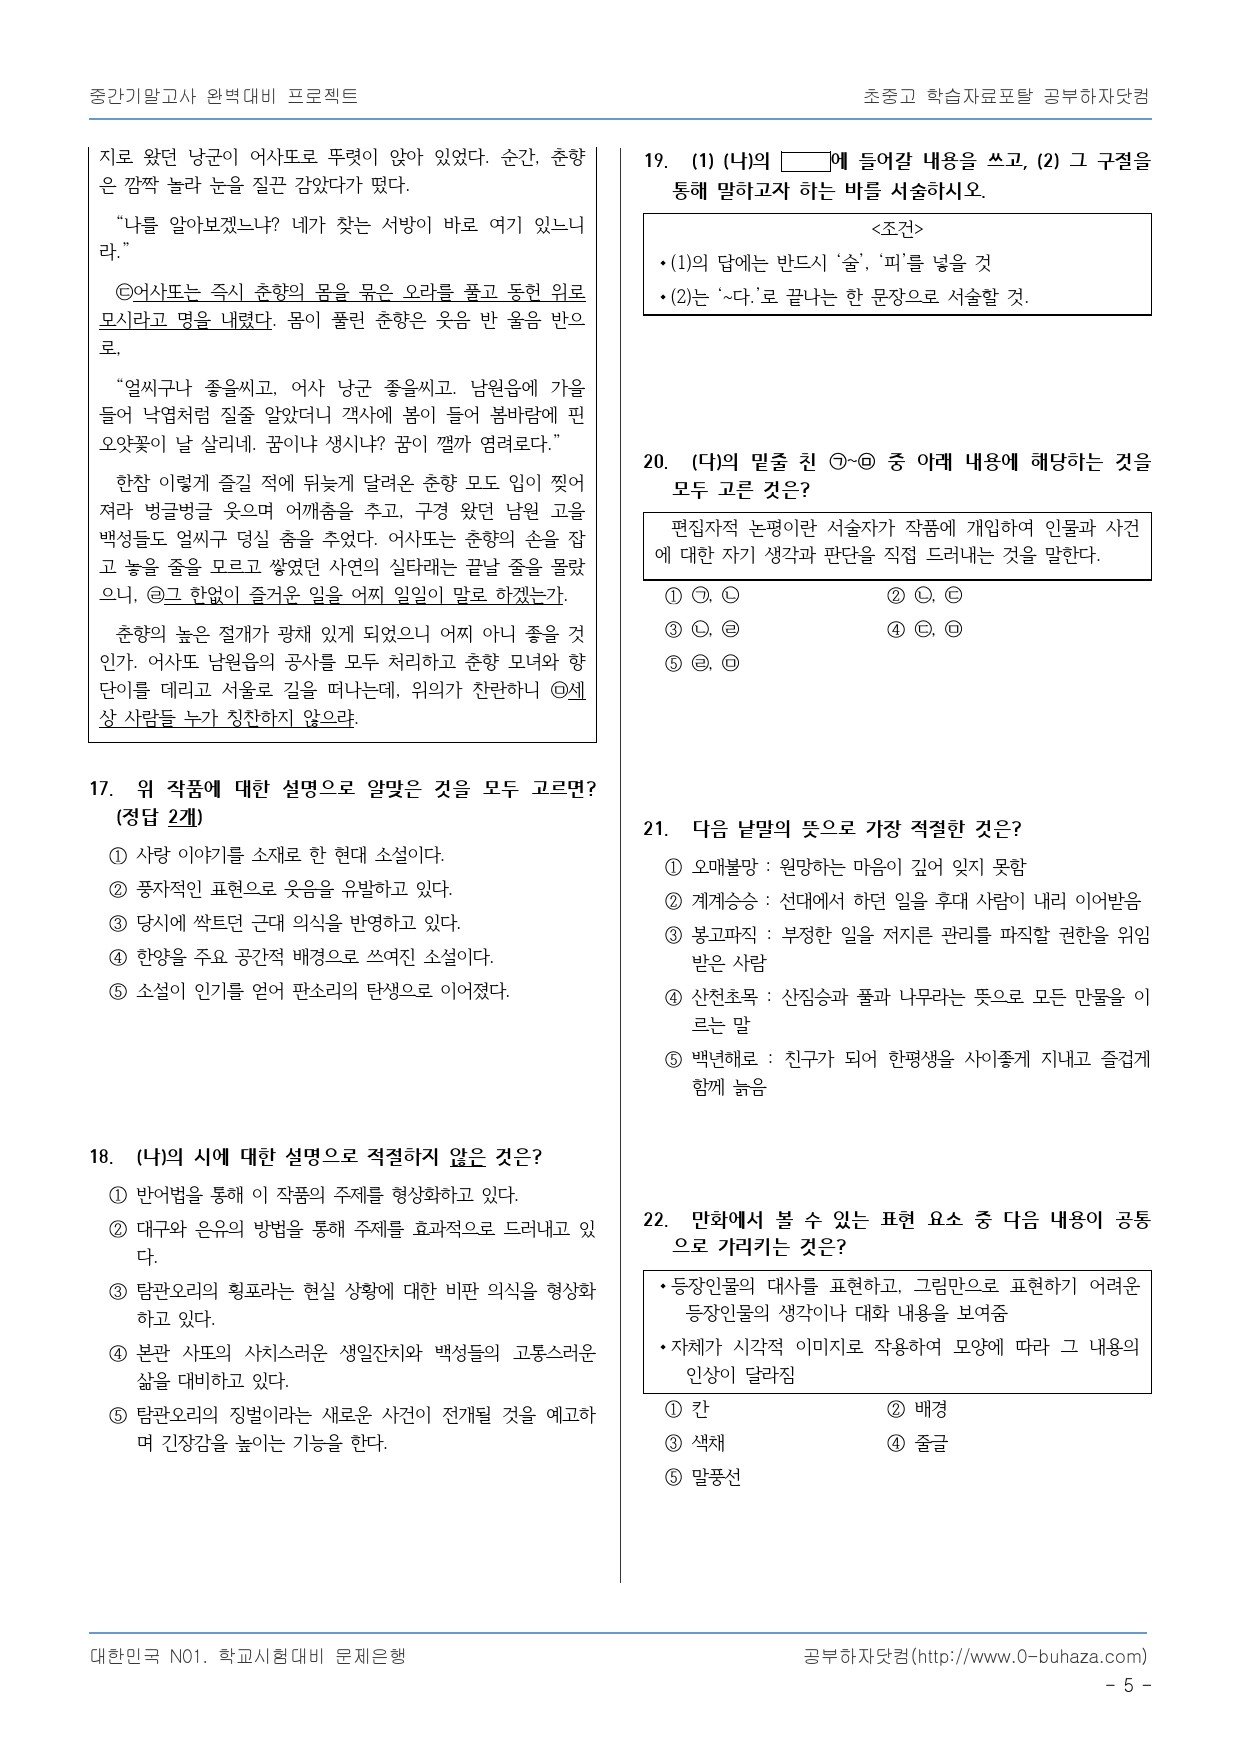 중간기말고사 완벽대비 프로젝트
초중고 학습자료포탈 공부하자닷컴
지로 왔던 낭군이 어사또로 뚜렷이 앉아 있었다. 순간, 춘향
은 깜짝 놀라 눈을 질끈 감았다가 떴다.
“나를 알아보겠느냐? 네가 찾는 서방이 바로 여기 있느니
라.”
㉢어사또는 즉시 춘향의 몸을 묶은 오라를 풀고 동헌 위로
모시라고 명을 내렸다. 몸이 풀린 춘향은 웃음 반 울음 반으
로,
“얼씨구나 좋을씨고, 어사 낭군 좋을씨고. 남원읍에 가을
들어 낙엽처럼 질줄 알았더니 객사에 봄이 들어 봄바람에 핀
오얏꽃이 날 살리네. 꿈이냐 생시냐? 꿈이 깰까 염려로다.”
한참 이렇게 즐길 적에 뒤늦게 달려온 춘향 모도 입이 찢어
져라 벙글벙글 웃으며 어깨춤을 추고, 구경 왔던 남원 고을
백성들도 얼씨구 덩실 춤을 추었다. 어사또는 춘향의 손을 잡
고 놓을 줄을 모르고 쌓였던 사연의 실타래는 끝날 줄을 몰랐
으니, ㉣그 한없이 즐거운 일을 어찌 일일이 말로 하겠는가.
춘향의 높은 절개가 광채 있게 되었으니 어찌 아니 좋을 것
인가. 어사또 남원읍의 공사를 모두 처리하고 춘향 모녀와 향
단이를 데리고 서울로 길을 떠나는데, 위의가 찬란하니 ㉤세
상 사람들 누가 칭찬하지 않으랴.
17. 위 작품에 대한 설명으로 알맞은 것을 모두 고르면?
(정답 2개)
① 사랑 이야기를 소재로 한 현대 소설이다.
② 풍자적인 표현으로 웃음을 유발하고 있다.
③ 당시에 싹트던 근대 의식을 반영하고 있다.
④ 한양을 주요 공간적 배경으로 쓰여진 소설이다.
⑤ 소설이 인기를 얻어 판소리의 탄생으로 이어졌다.
18. (나)의 시에 대한 설명으로 적절하지 않은 것은?
① 반어법을 통해 이 작품의 주제를 형상화하고 있다.
② 대구와 은유의 방법을 통해 주제를 효과적으로 드러내고 있
다.
③ 탐관오리의 횡포라는 현실 상황에 대한 비판 의식을 형상화
하고 있다.
④ 본관 사또의 사치스러운 생일잔치와 백성들의 고통스러운
삶을 대비하고 있다.
⑤ 탐관오리의 징벌이라는 새로운 사건이 전개될 것을 예고하
며 긴장감을 높이는 기능을 한다.
19. (1) (나)의 에 들어갈 내용을 쓰고, (2) 그 구절을
통해 말하고자 하는 바를 서술하시오.
<조건>
•(1)의 답에는 반드시 ‘술’, ‘피’를 넣을 것
•(2)는 ‘~다.’로 끝나는 한 문장으로 서술할 것.
20. (다)의 밑줄 친 ㉠~㉤ 중 아래 내용에 해당하는 것을
모두 고른 것은?
편집자적 논평이란 서술자가 작품에 개입하여 인물과 사건
에 대한 자기 생각과 판단을 직접 드러내는 것을 말한다.
① ㉠, ㉡ ② ㉡, ㉢
③ ㉡, ㉣ ④ ㉢, ㉤
⑤ ㉣, ㉤
21. 다음 낱말의 뜻으로 가장 적절한 것은?
① 오매불망 : 원망하는 마음이 깊어 잊지 못함
② 계계승승 : 선대에서 하던 일을 후대 사람이 내리 이어받음
③ 봉고파직 : 부정한 일을 저지른 관리를 파직할 권한을 위임
받은 사람
④ 산천초목 : 산짐승과 풀과 나무라는 뜻으로 모든 만물을 이
르는 말
⑤ 백년해로 : 친구가 되어 한평생을 사이좋게 지내고 즐겁게
함께 늙음
22. 만화에서 볼 수 있는 표현 요소 중 다음 내용이 공통
으로 가리키는 것은?
•등장인물의 대사를 표현하고, 그림만으로 표현하기 어려운
등장인물의 생각이나 대화 내용을 보여줌
•자체가 시각적 이미지로 작용하여 모양에 따라 그 내용의
인상이 달라짐
① 칸 ② 배경
③ 색채 ④ 줄글
⑤ 말풍선
대한민국 N01. 학교시험대비 문제은행
공부하자닷컴(http://www.0-buhaza.com)
- 5 -